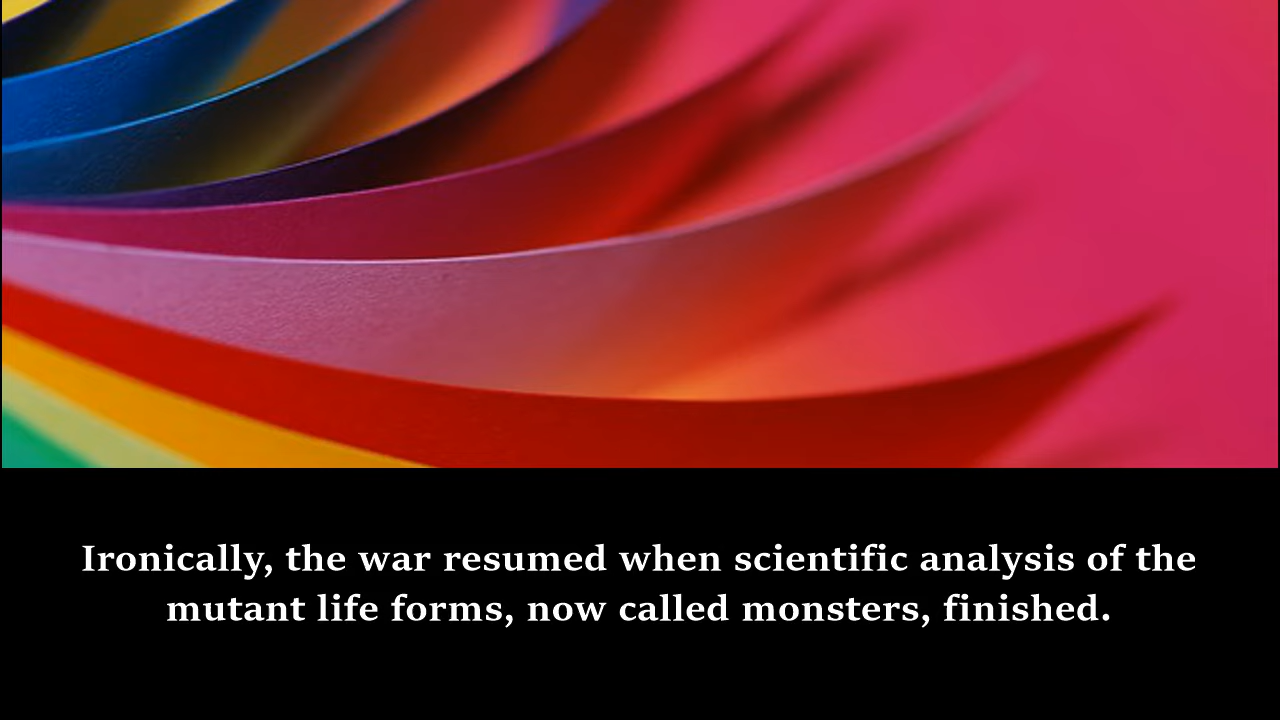 Ironically, the war resumed when scientific analysis of the
mutant life forms, now called monsters, finished.